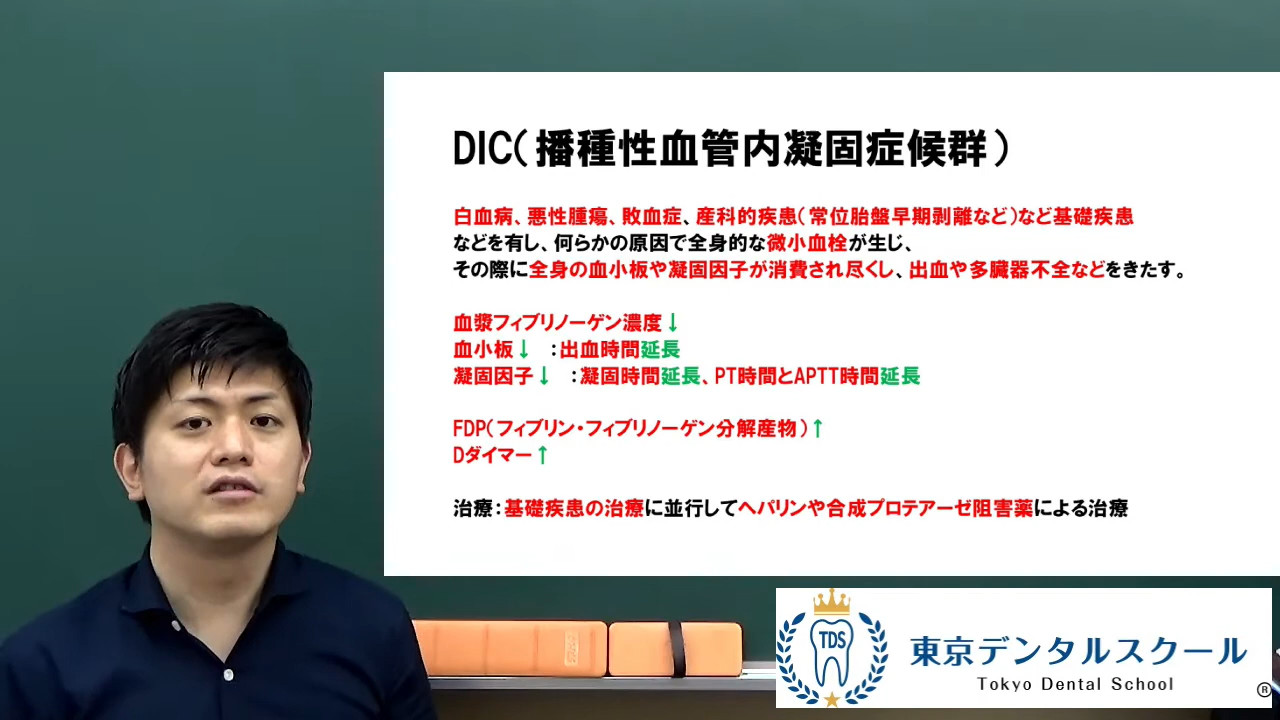 DIC(播種性血管内凝固症候群)
白血病、悪性腫瘍、敗血症、産科的疾患(常位胎盤早期剥離など)など基礎疾患
などを有し、何らかの原因で全身的な微小血栓が生じ、
その際に全身の血小板や凝固因子が消費され尽くし、出血や多臓器不全などをきたす。
血漿フィブリノーゲン濃度↓
血小板↓ :出血時間延長
凝固因子↓ :凝固時間延長、PT時間とAPTT時間延長
FDP(フィブリン・フィブリノーゲン分解産物)↑
Dダイマー↑
治療:基礎疾患の治療に並行してヘパリンや合成プロテアーゼ阻害薬による治療
TDS
東京デンタルスクール
Tokyo Dental School
®